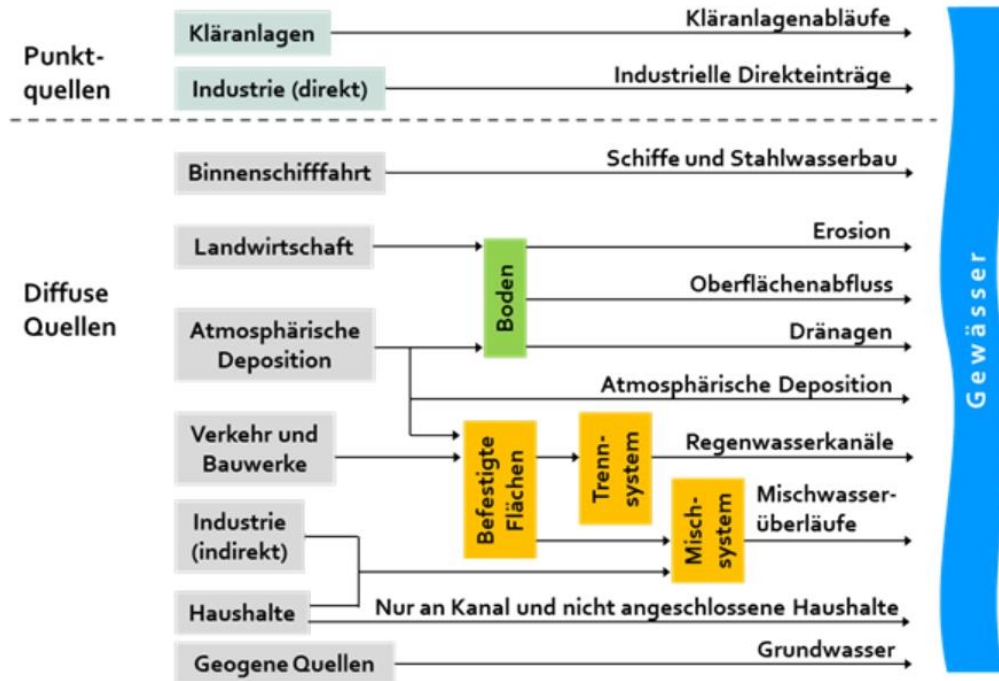 Punkt-
quellen
Kläranlagen
Kläranlagenabläufe
Industrie (direkt)
Industrielle Direkteinträge
Diffuse
Quellen
Binnenschifffahrt
Schiffe und Stahlwasserbau
Landwirtschaft
Boden
Erosion
Oberflächenabfluss
Atmosphärische
Deposition
Dränagen
Atmosphärische Deposition
Verkehr und
Bauwerke
Befestigte
Flächen
Trenn-
system
Regenwasserkanäle
Industrie
(indirekt)
Misch-
system
Mischwasser-
überläufe
Haushalte
Nur an Kanal und nicht angeschlossene Haushalte
Geogene Quellen
Grundwasser
Gewässer